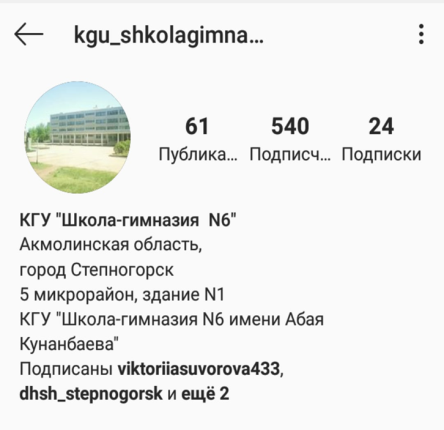 kgu_shkolagimna...
61 540 24
Публика... Подписч... Подписки
КГУ "Школа-гимназия N6"
Акмолинская область,
город Степногорск
5 микрорайон, здание N1
КГУ "Школа-гимназия N6 имени Абая
Кунанбаева"
Подписаны viktoriiasuvorova433,
dhsh_stepnogorsk и ещё 2